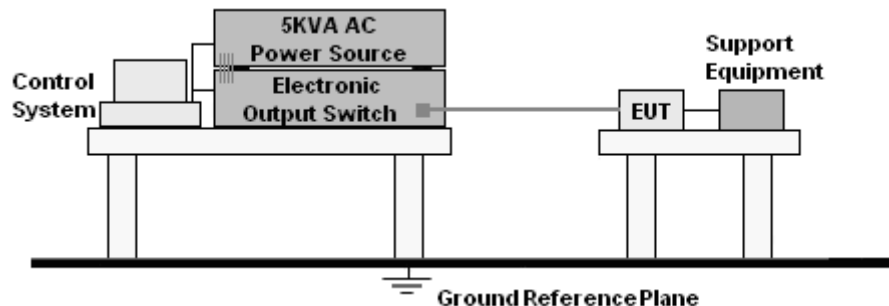 5KVA AC
Power Source
Electronic
Output Switch
Control
System
EUT
Support
Equipment
Ground Reference Plane